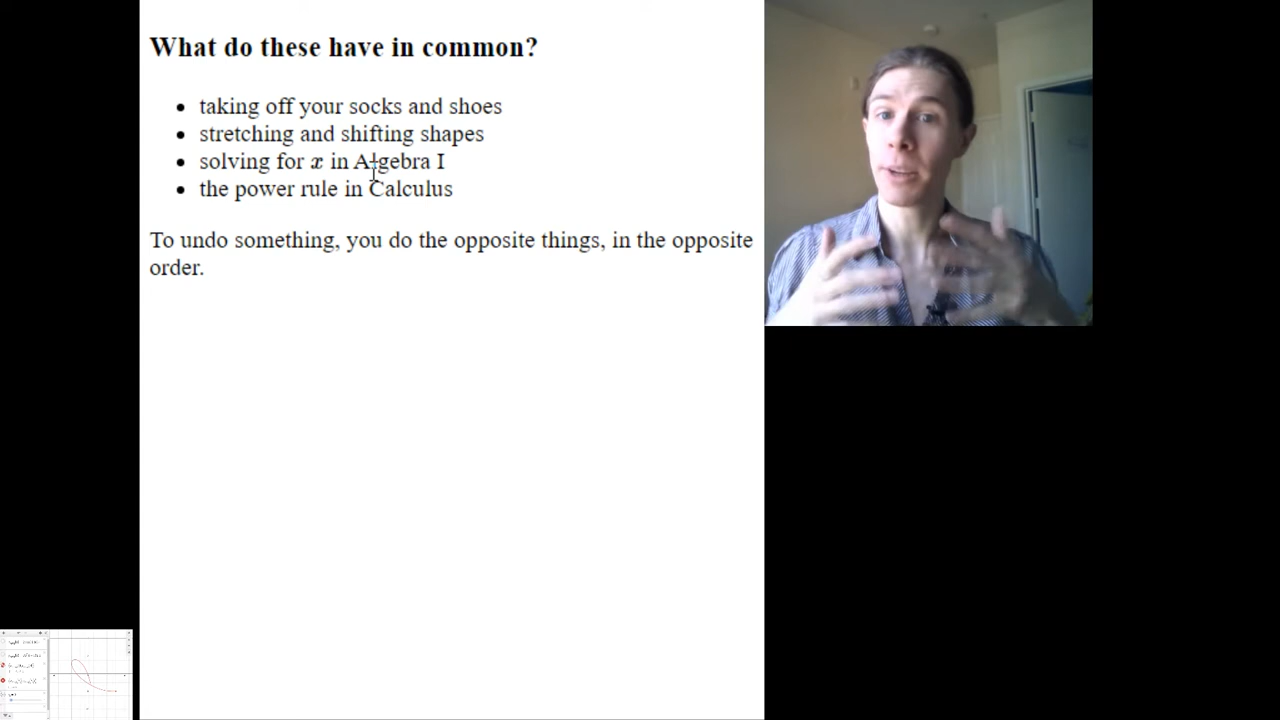 What do these have in common?
• taking off your socks and shoes
• stretching and shifting shapes
• solving for x in Algebra I
• the power rule in Calculus
To undo something, you do the opposite things, in the opposite
order.